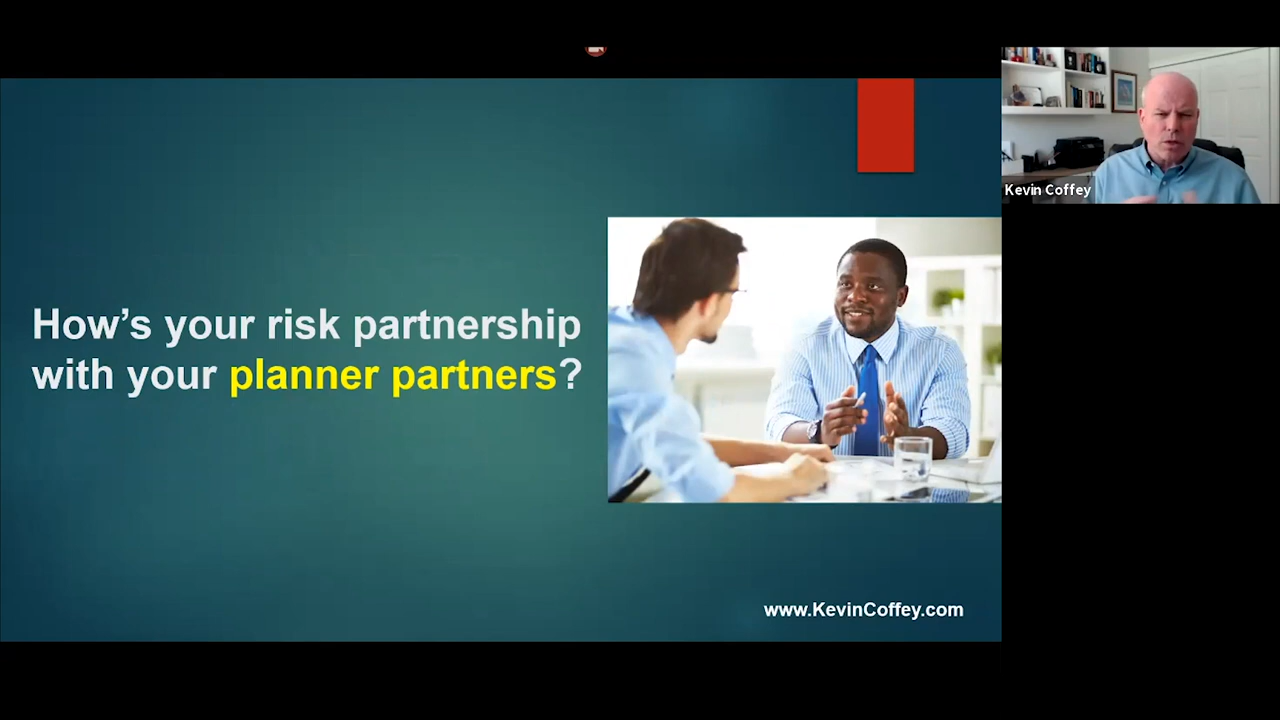 How's your risk partnership
with your planner partners?
www.KevinCoffey.com
Kevin Coffey